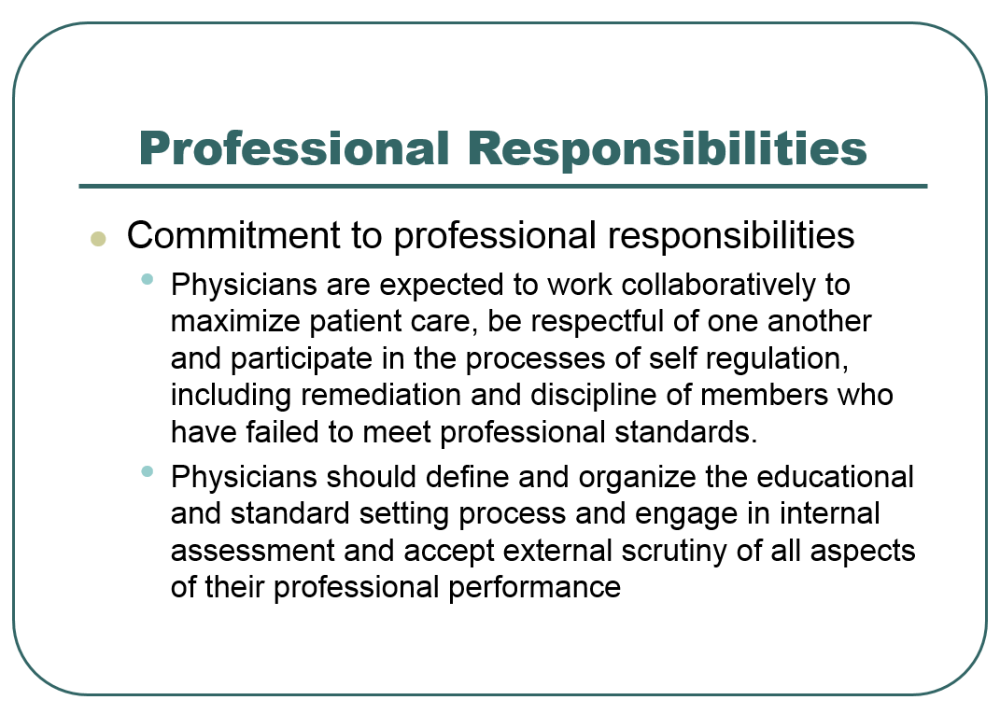 Professional Responsibilities
Commitment to professional responsibilities
Physicians are expected to work collaboratively to
maximize patient care, be respectful of one another
and participate in the processes of self regulation,
including remediation and discipline of members who
have failed to meet professional standards.
Physicians should define and organize the educational
and standard setting process and engage in internal
assessment and accept external scrutiny of all aspects
of their professional performance